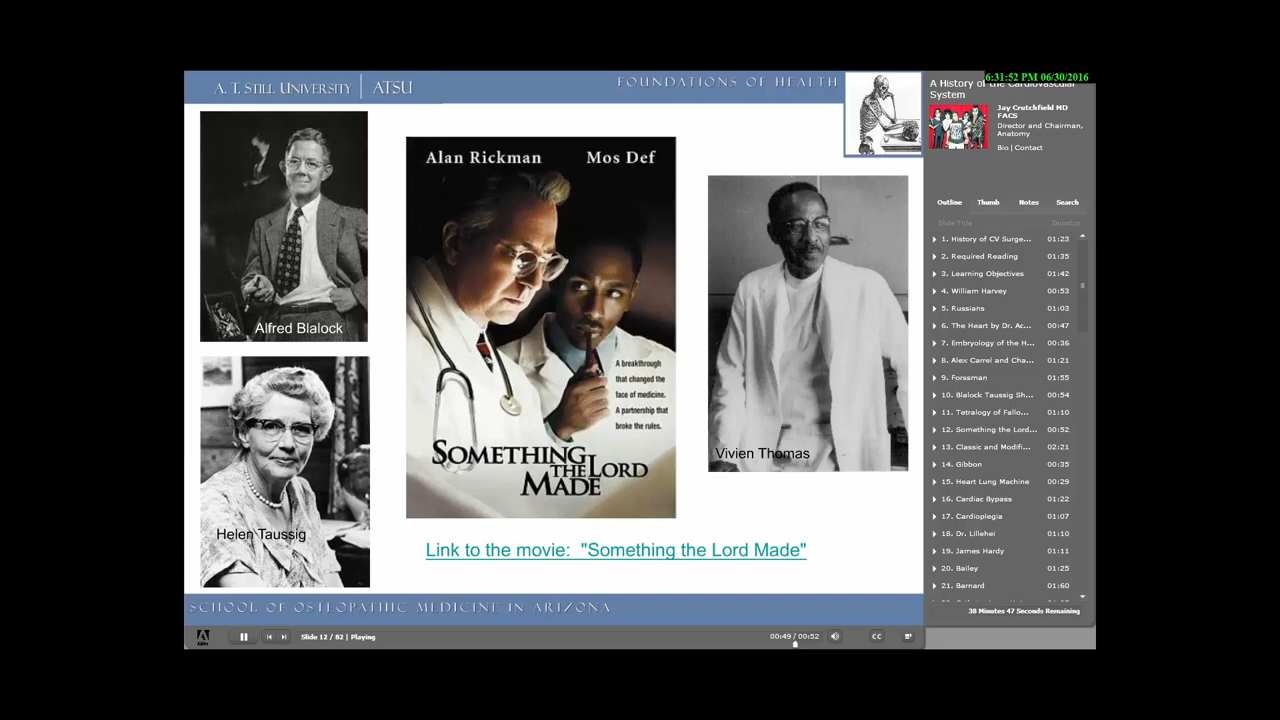 A. T. STILL UNIVERSITY ATSU
FOUNDATIONS OF HEALTH
Alfred Blalock
Helen Taussig
Alan Rickman Mos Def
A breakthrough
that changed the
face of medicine.
A partnership that
broke the rules.
SOMETHING
THE LORD
MADE
Vivien Thomas
Link to the movie: "Something the Lord Made"
SCHOOL OF OSTEOPATHIC MEDICINE IN ARIZONA
6:31:52 PM 06/30/2016
A History of the Cardiovascular
System
Jay Crutchfield MD
FACS
Director and Chairman,
Anatomy
Bio | Contact
Outline Thumb Notes Search
Slide Title Duration
1. History of CV Surge... 01:23
2. Required Reading 01:35
3. Learning Objectives 01:42
4. William Harvey 00:53
5. Russians 01:03
6. The Heart by Dr. Ac... 00:47
7. Embryology of the H... 00:36
8. Alex Carrel and Cha... 01:21
9. Forssman 01:55
10. Blalock Taussig Sh... 00:54
11. Tetralogy of Fallo... 01:10
12. Something the Lord... 00:52
13. Classic and Modifi... 02:21
14. Gibbon 00:35
15. Heart Lung Machine 00:29
16. Cardiac Bypass 01:22
17. Cardioplegia 01:07
18. Dr. Lillehei 01:10
19. James Hardy 01:11
20. Bailey 01:25
21. Barnard 01:60
38 Minutes 47 Seconds Remaining
Slide 12 / 82 | Playing
00:49 / 00:52
CC